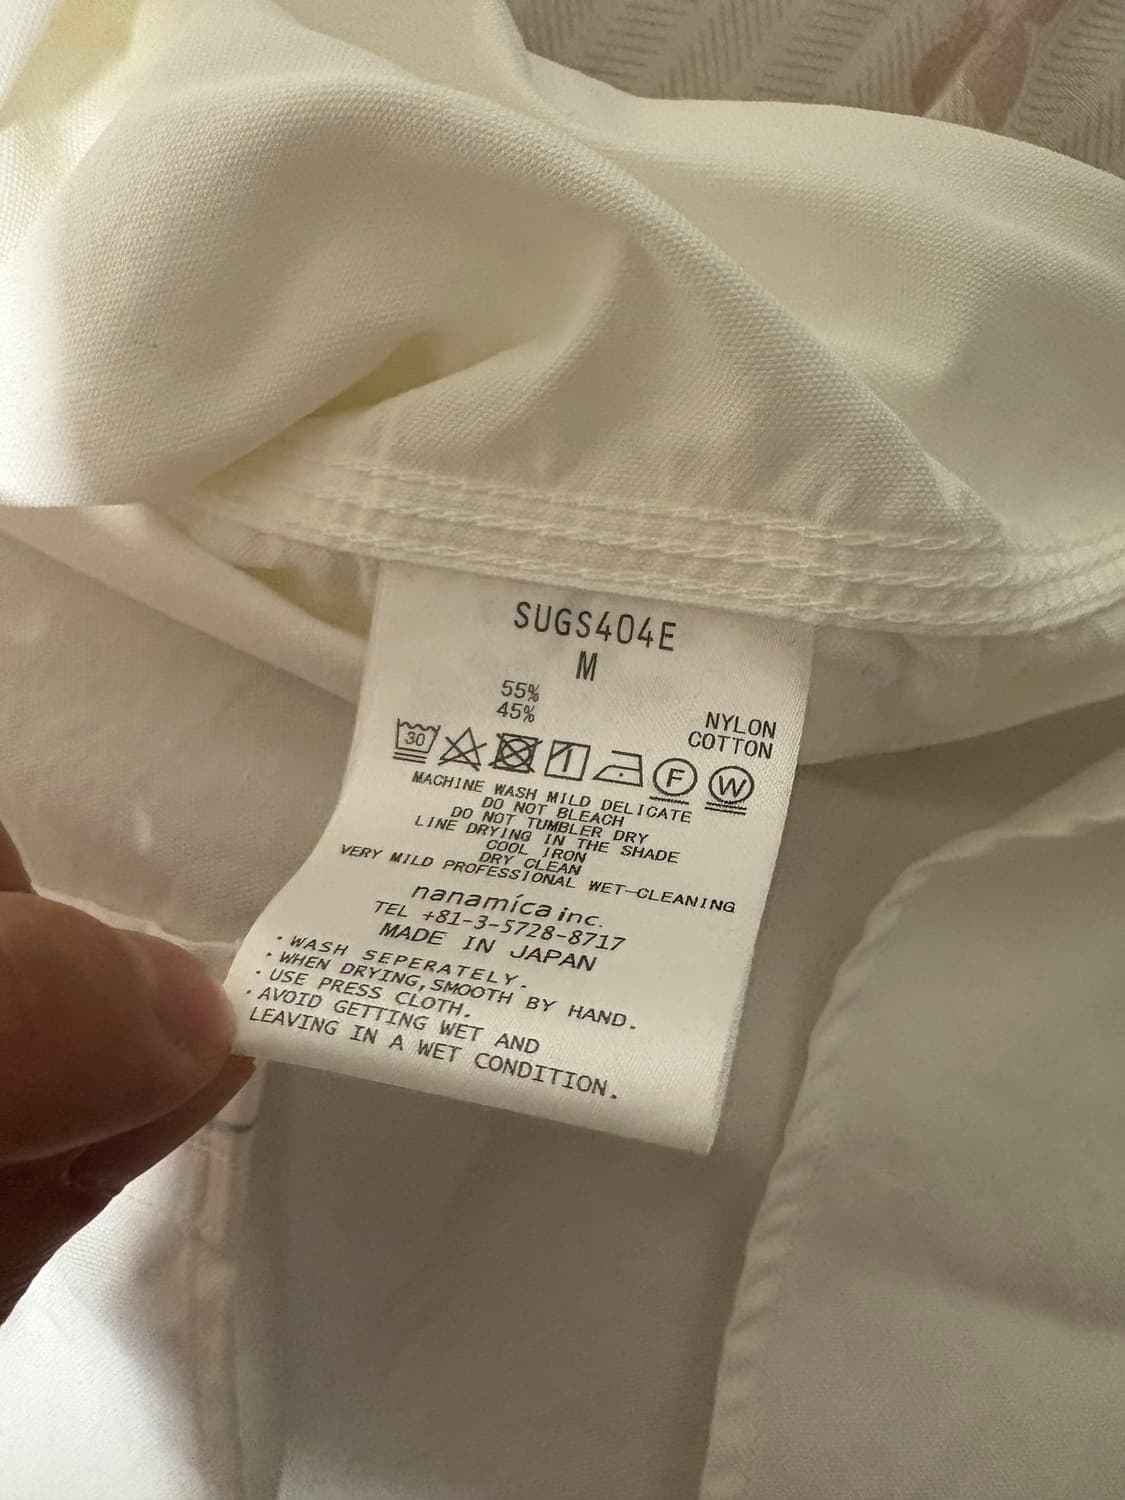 SUGS404E
M
55% NYLON
45% COTTON
30 F W
MACHINE WASH MILD DELICATE
DO NOT BLEACH
DO NOT TUMBLER DRY
LINE DRYING IN THE SHADE
COOL IRON
DRY CLEAN
VERY MILD PROFESSIONAL WET-CLEANING
nanamica inc.
TEL +81-3-5728-8717
MADE IN JAPAN
・WASH SEPERATELY.
・WHEN DRYING,SMOOTH BY HAND.
・USE PRESS CLOTH.
・AVOID GETTING WET AND
LEAVING IN A WET CONDITION.